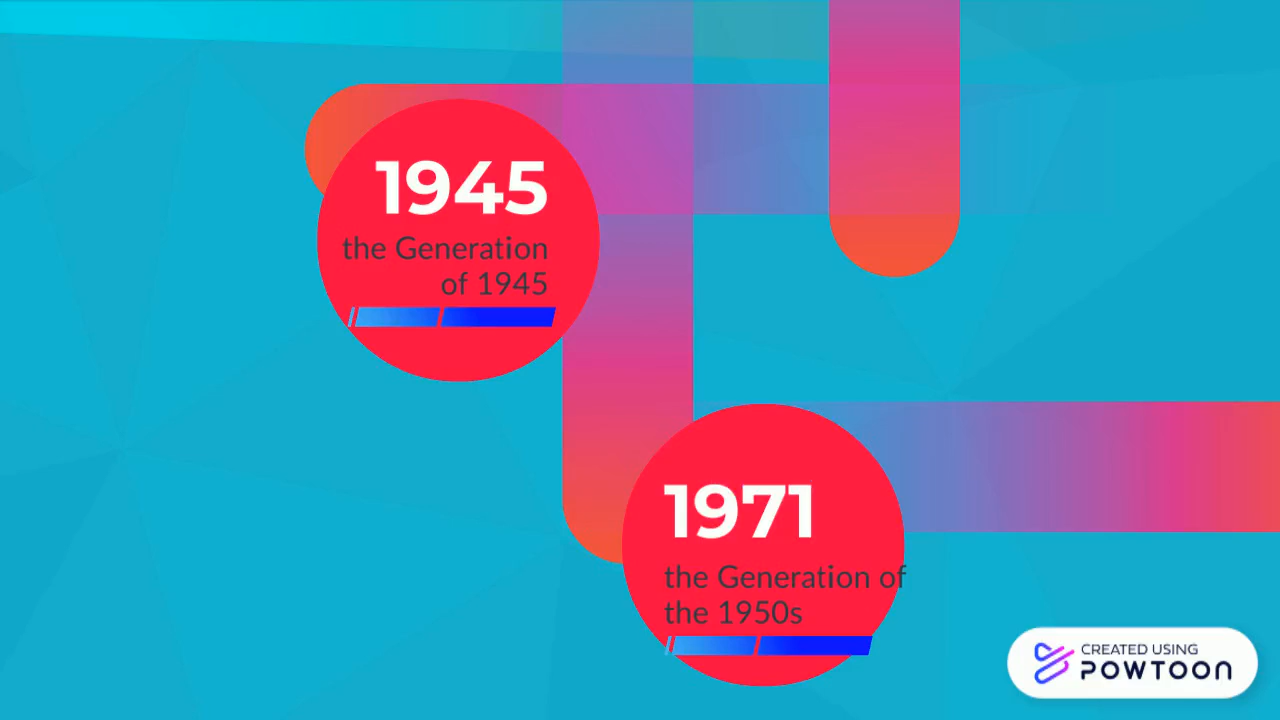 1945
the Generation
of 1945
1971
the Generation of
the 1950s
CREATED USING
POWTOON